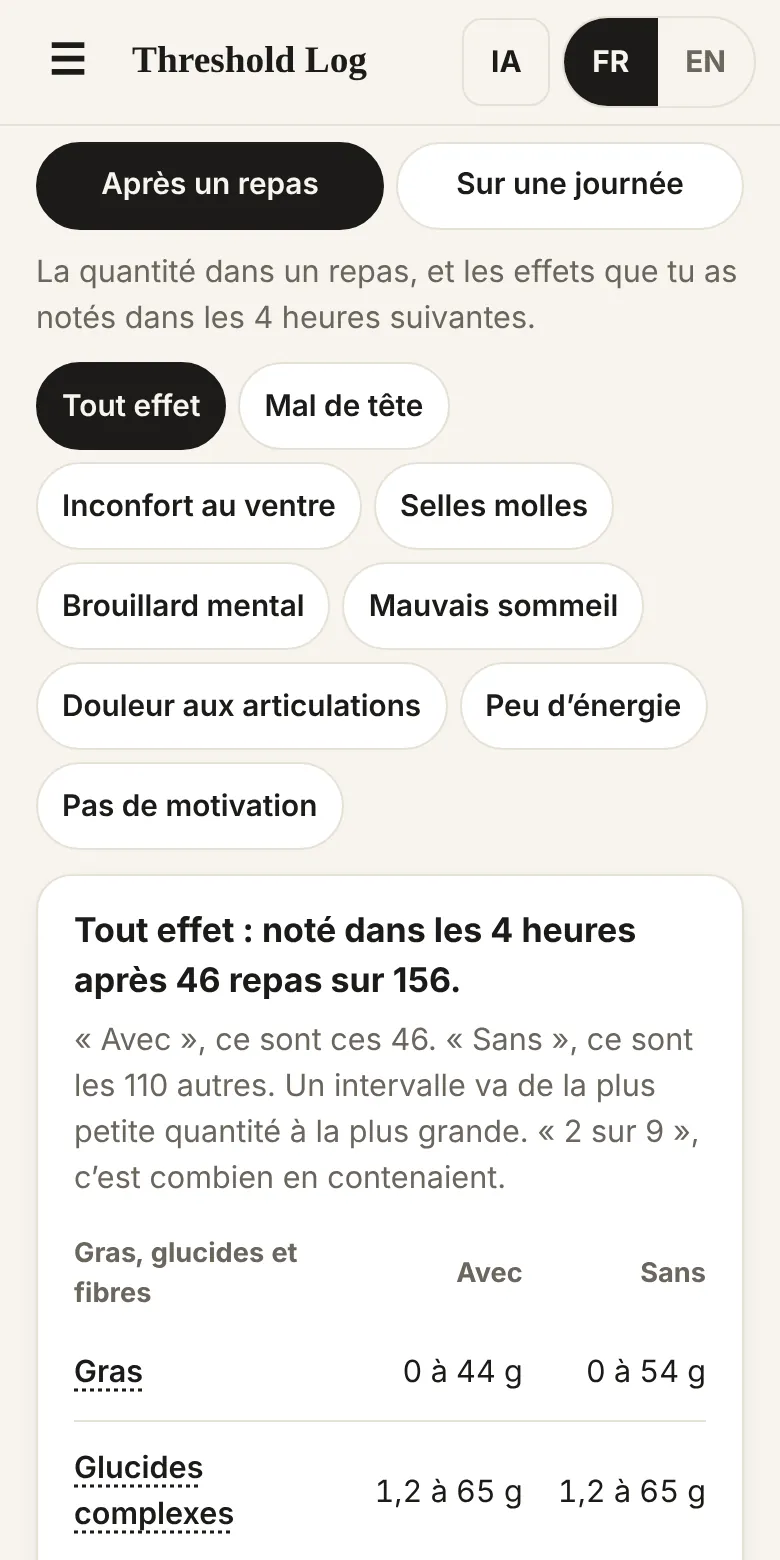 ☰ Threshold Log IA FR EN
Après un repas Sur une journée
La quantité dans un repas, et les effets que tu as
notés dans les 4 heures suivantes.
Tout effet Mal de tête
Inconfort au ventre Selles molles
Brouillard mental Mauvais sommeil
Douleur aux articulations Peu d’énergie
Pas de motivation
Tout effet : noté dans les 4 heures
après 46 repas sur 156.
« Avec », ce sont ces 46. « Sans », ce sont
les 110 autres. Un intervalle va de la plus
petite quantité à la plus grande. « 2 sur 9 »,
c’est combien en contenaient.
Gras, glucides et
fibres Avec Sans
Gras 0 à 44 g 0 à 54 g
Glucides
complexes 1,2 à 65 g 1,2 à 65 g